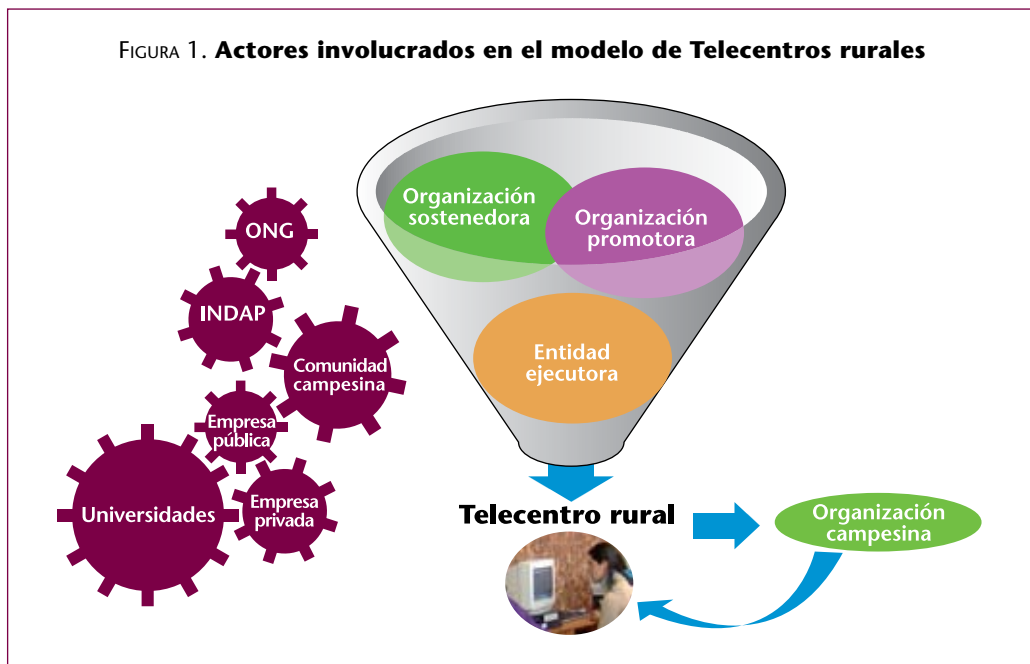 FIGURA 1. Actores involucrados en el modelo de Telecentros rurales
ONG
INDAP
Comunidad
campesina
Empresa
pública
Universidades
Empresa
privada
Organización
sostenedora
Organización
promotora
Entidad
ejecutora
Telecentro rural
Organización
campesina